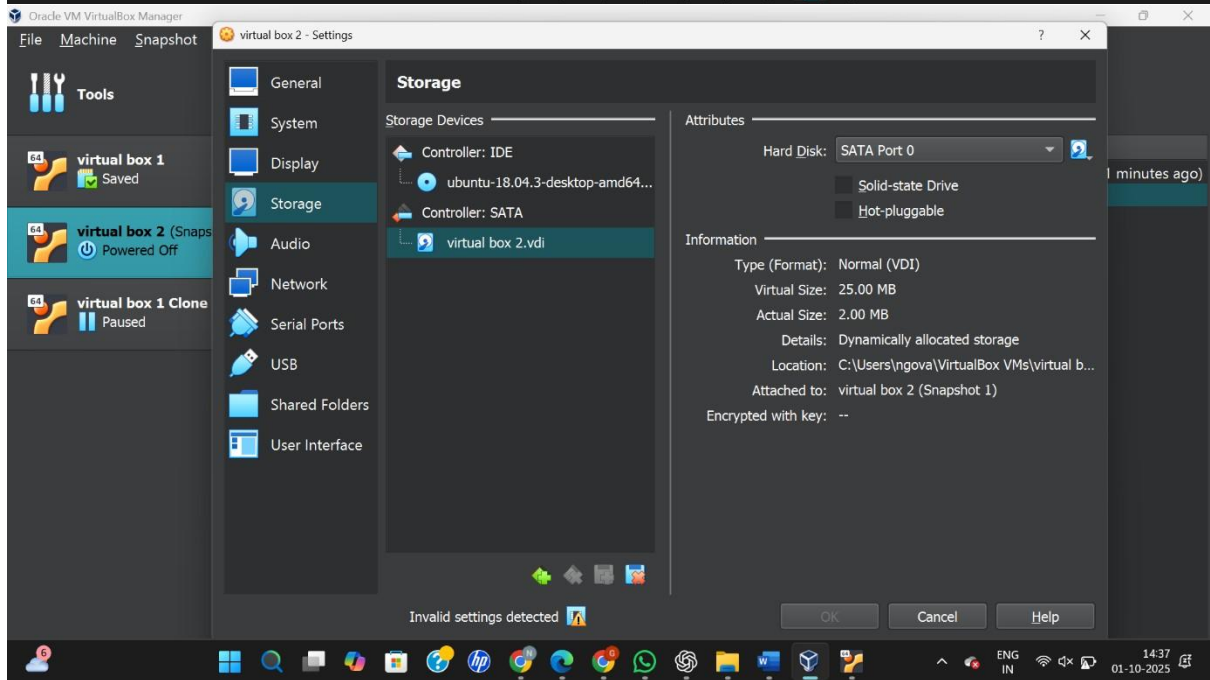 Oracle VM VirtualBox Manager
File Machine Snapshot
Tools
64 virtual box 1
Saved
64 virtual box 2 (Snaps
Powered Off
64 virtual box 1 Clone
Paused
virtual box 2 - Settings
? X
General
System
Display
Storage
Audio
Network
Serial Ports
USB
Shared Folders
User Interface
Storage
Storage Devices
Controller: IDE
ubuntu-18.04.3-desktop-amd64...
Controller: SATA
virtual box 2.vdi
Attributes
Hard Disk: SATA Port 0
Solid-state Drive
Hot-pluggable
Information
Type (Format): Normal (VDI)
Virtual Size: 25.00 MB
Actual Size: 2.00 MB
Details: Dynamically allocated storage
Location: C:\Users\ngova\VirtualBox VMs\virtual b...
Attached to: virtual box 2 (Snapshot 1)
Encrypted with key: --
minutes ago)
Invalid settings detected
OK Cancel Help
6
ENG
IN
14:37
01-10-2025